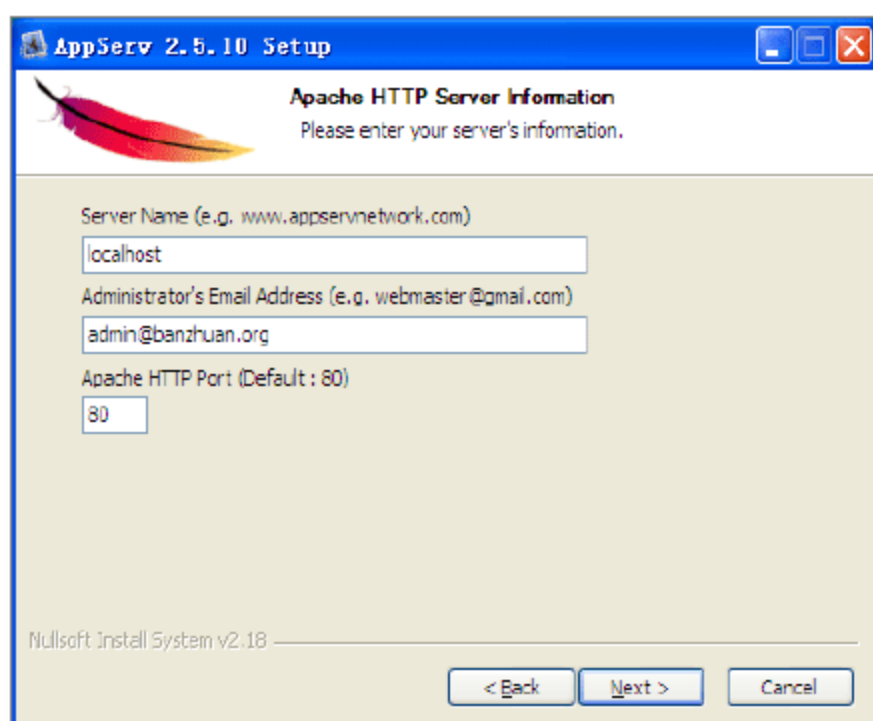 AppServ 2.5.10 Setup
Apache HTTP Server Information
Please enter your server's information.
Server Name (e.g. www.appservnetwork.com)
localhost
Administrator's Email Address (e.g. webmaster@gmail.com)
admin@banzhuan.org
Apache HTTP Port (Default : 80)
80
Nullsoft Install System v2.18
< Back Next > Cancel